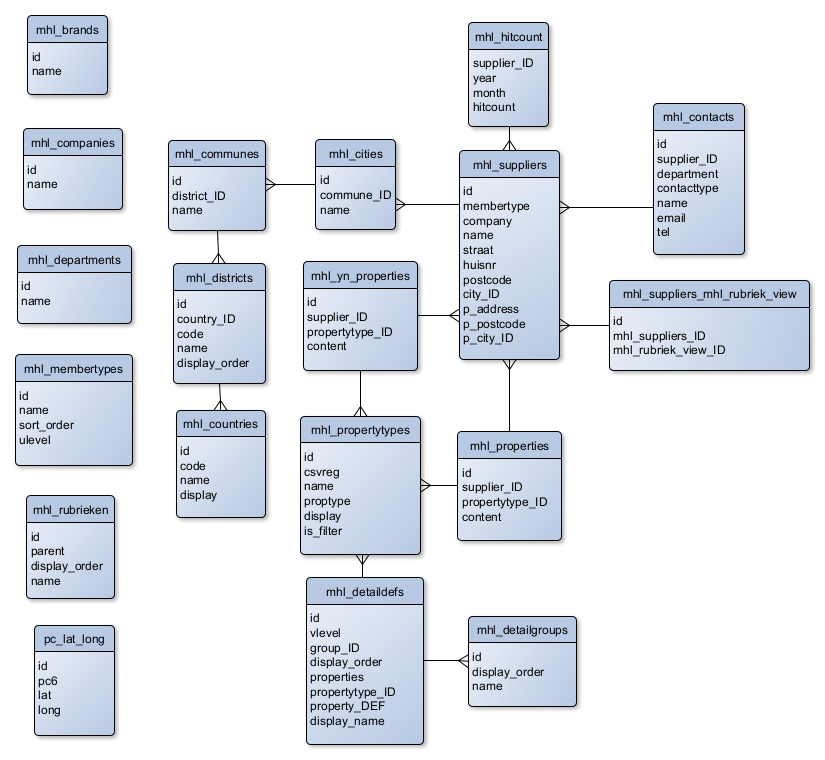 mhl_brands
id
name
mhl_companies
id
name
mhl_departments
id
name
mhl_membertypes
id
name
sort_order
ulevel
mhl_rubrieken
id
parent
display_order
name
pc_lat_long
id
pc6
lat
long
mhl_communes
id
district_ID
name
mhl_districts
id
country_ID
code
name
display_order
mhl_countries
id
code
name
display
mhl_cities
id
commune_ID
name
mhl_yn_properties
id
supplier_ID
propertytype_ID
content
mhl_propertytypes
id
csvreg
name
proptype
display
is_filter
mhl_detaildefs
id
vlevel
group_ID
display_order
properties
propertytype_ID
property_DEF
display_name
mhl_hitcount
supplier_ID
year
month
hitcount
mhl_suppliers
id
membertype
company
name
straat
huisnr
postcode
city_ID
p_address
p_postcode
p_city_ID
mhl_properties
id
supplier_ID
propertytype_ID
content
mhl_detailgroups
id
display_order
name
mhl_contacts
id
supplier_ID
department
contacttype
name
email
tel
mhl_suppliers_mhl_rubriek_view
id
mhl_suppliers_ID
mhl_rubriek_view_ID